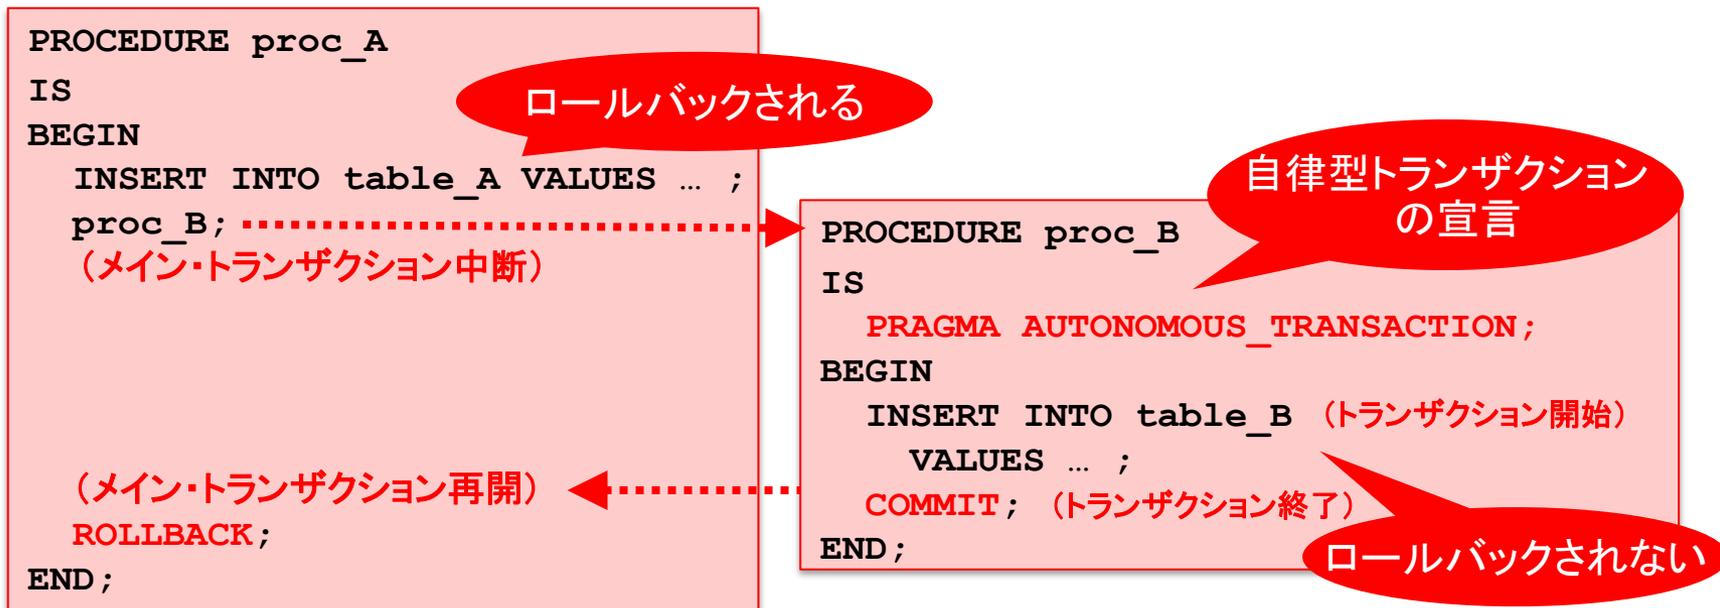 PROCEDURE proc_A
IS
BEGIN
INSERT INTO table_A VALUES … ;
proc_B;
(メイン・トランザクション中断)
(メイン・トランザクション再開)
ROLLBACK;
END;
ロールバックされる
PROCEDURE proc_B
IS
PRAGMA AUTONOMOUS_TRANSACTION;
BEGIN
INSERT INTO table_B (トランザクション開始)
VALUES … ;
COMMIT; (トランザクション終了)
END;
自律型トランザクション
の宣言
ロールバックされない